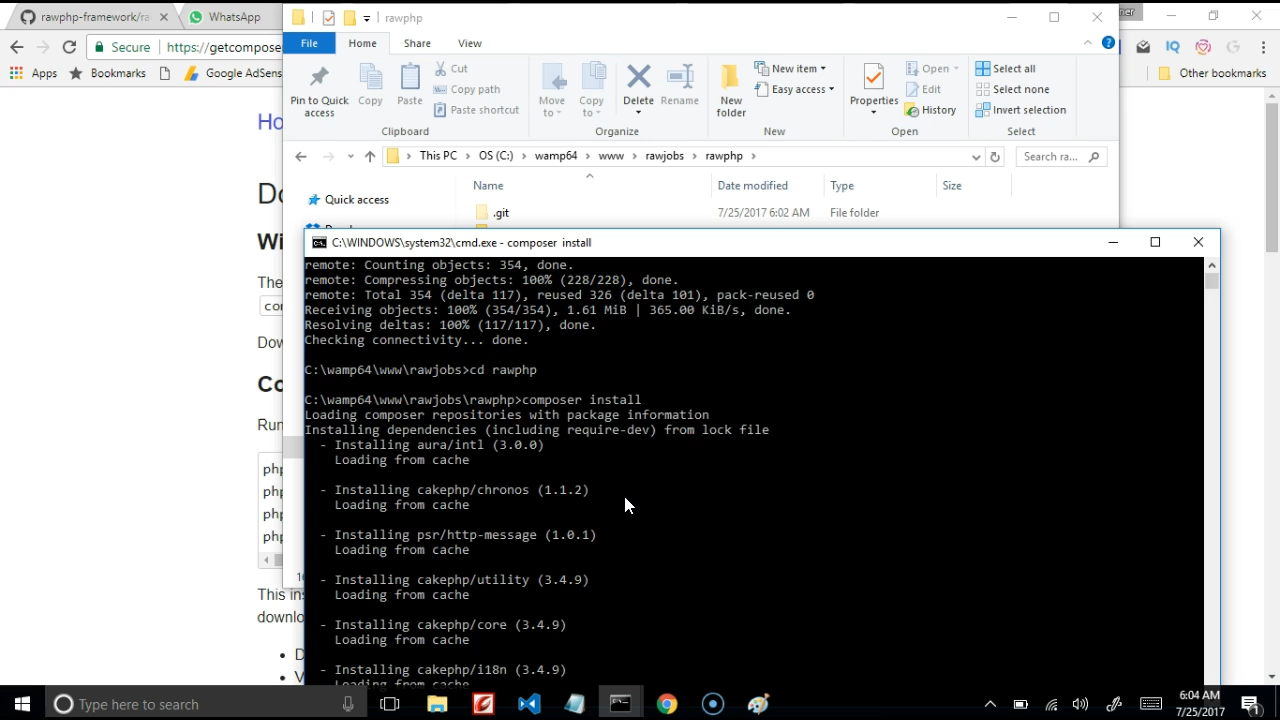 rawphp-framework/ra
WhatsApp
rawphp
Secure
https://getcompose
Apps
Bookmarks
Google AdSens
Other bookmarks
File
Home
Share
View
Pin to Quick access
Copy
Paste
Cut
Copy path
Paste shortcut
Move to
Copy to
Delete
Rename
New folder
New item
Easy access
Properties
Open
Edit
History
Select all
Select none
Invert selection
Clipboard
Organize
New
Open
Select
This PC > OS (C:) > wamp64 > www > rawjobs > rawphp >
Search ra...
Name
Date modified
Type
Size
Quick access
.git
7/25/2017 6:02 AM
File folder
C:\WINDOWS\system32\cmd.exe - composer install
remote: Counting objects: 354, done.
remote: Compressing objects: 100% (228/228), done.
remote: Total 354 (delta 117), reused 326 (delta 101), pack-reused 0
Receiving objects: 100% (354/354), 1.61 MiB | 365.00 KiB/s, done.
Resolving deltas: 100% (117/117), done.
Checking connectivity... done.
C:\wamp64\www\rawjobs>cd rawphp
C:\wamp64\www\rawjobs\rawphp>composer install
Loading composer repositories with package information
Installing dependencies (including require-dev) from lock file
- Installing aura/intl (3.0.0)
Loading from cache
- Installing cakephp/chronos (1.1.2)
Loading from cache
- Installing psr/http-message (1.0.1)
Loading from cache
- Installing cakephp/utility (3.4.9)
Loading from cache
- Installing cakephp/core (3.4.9)
Loading from cache
- Installing cakephp/i18n (3.4.9)
Loading from cache
Ho
Do
Wi
The
co
Dow
Co
Run
php
php
php
php
This ins
downlo
D
V
Type here to search
6:04 AM
7/25/2017